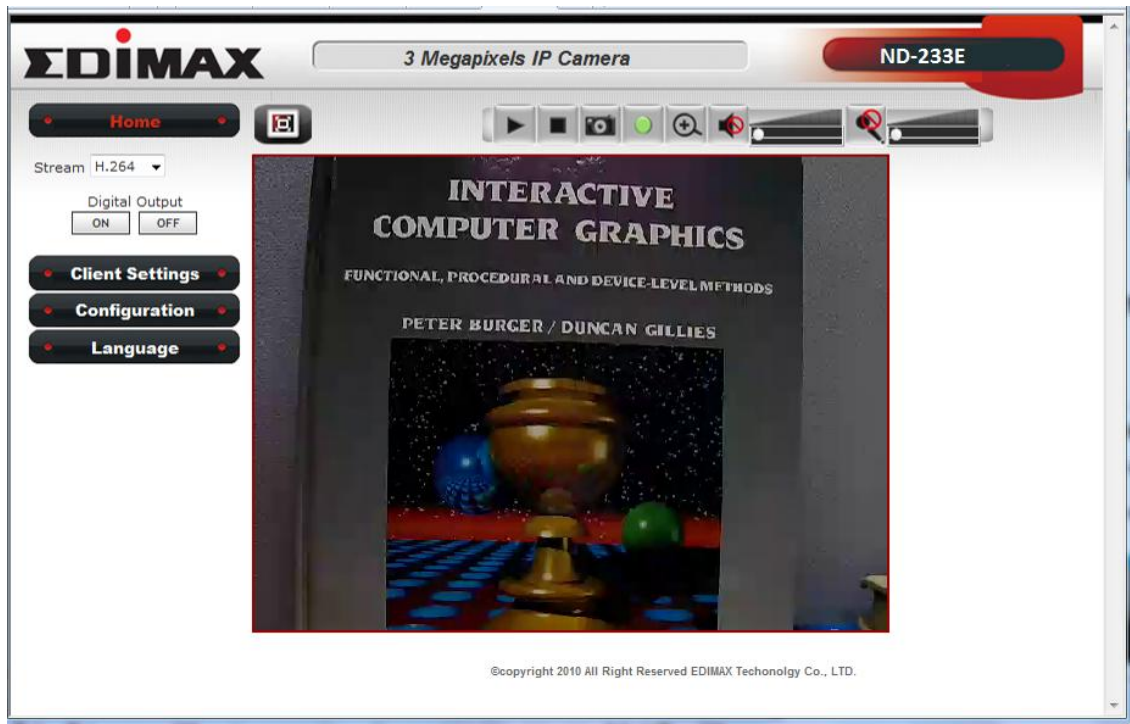 EDIMAX
3 Megapixels IP Camera
ND-233E
Home
Stream H.264
Digital Output
ON OFF
Client Settings
Configuration
Language
INTERACTIVE
COMPUTER GRAPHICS
FUNCTIONAL, PROCEDURAL AND DEVICE-LEVEL METHODS
PETER BURGER / DUNCAN GILLIES
©copyright 2010 All Right Reserved EDIMAX Techonolgy Co., LTD.